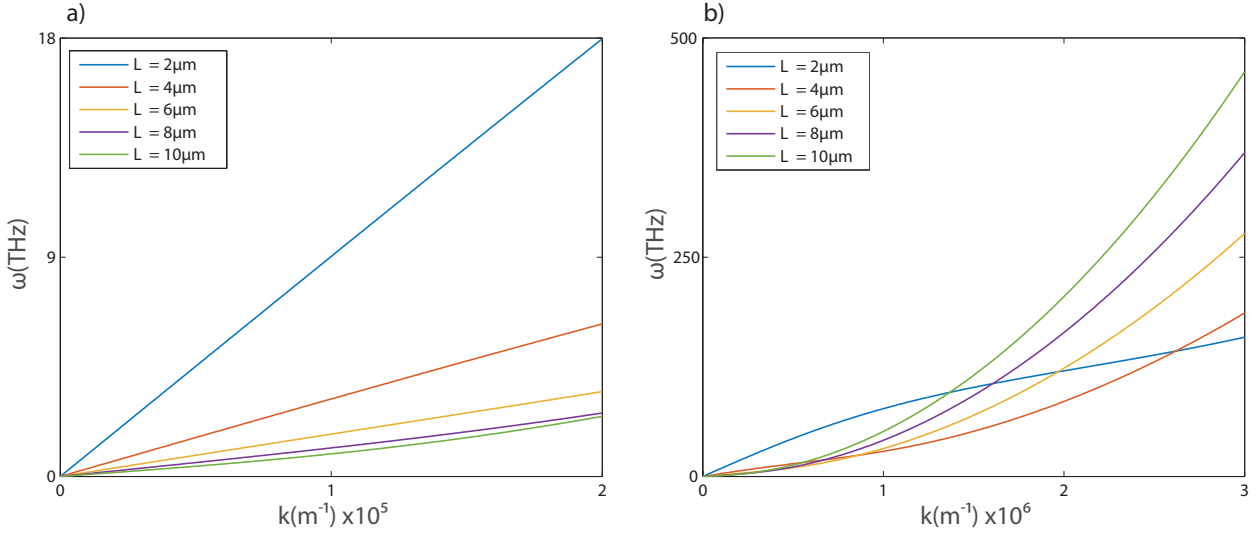 a)
18
L = 2μm
L = 4μm
L = 6μm
L = 8μm
L = 10μm
9
0
ω(THz)
0
1
2
k(m⁻¹) x10⁵
b)
500
L = 2μm
L = 4μm
L = 6μm
L = 8μm
L = 10μm
250
0
ω(THz)
0
1
2
3
k(m⁻¹) x10⁶